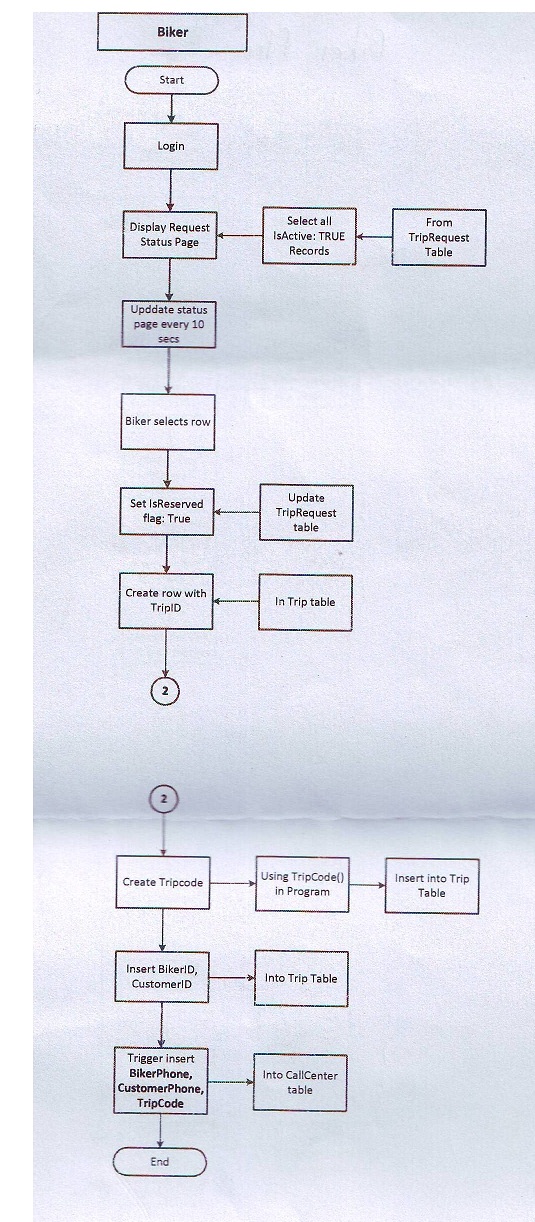 Biker
Start
Login
Display Request
Status Page
Select all
IsActive: TRUE
Records
From
TripRequest
Table
Upddate status
page every 10
secs
Biker selects row
Set IsReserved
flag: True
Update
TripRequest
table
Create row with
TripID
In Trip table
2
2
Create Tripcode
Using TripCode()
in Program
Insert into Trip
Table
Insert BikerID,
CustomerID
Into Trip Table
Trigger insert
BikerPhone,
CustomerPhone,
TripCode
Into CallCenter
table
End